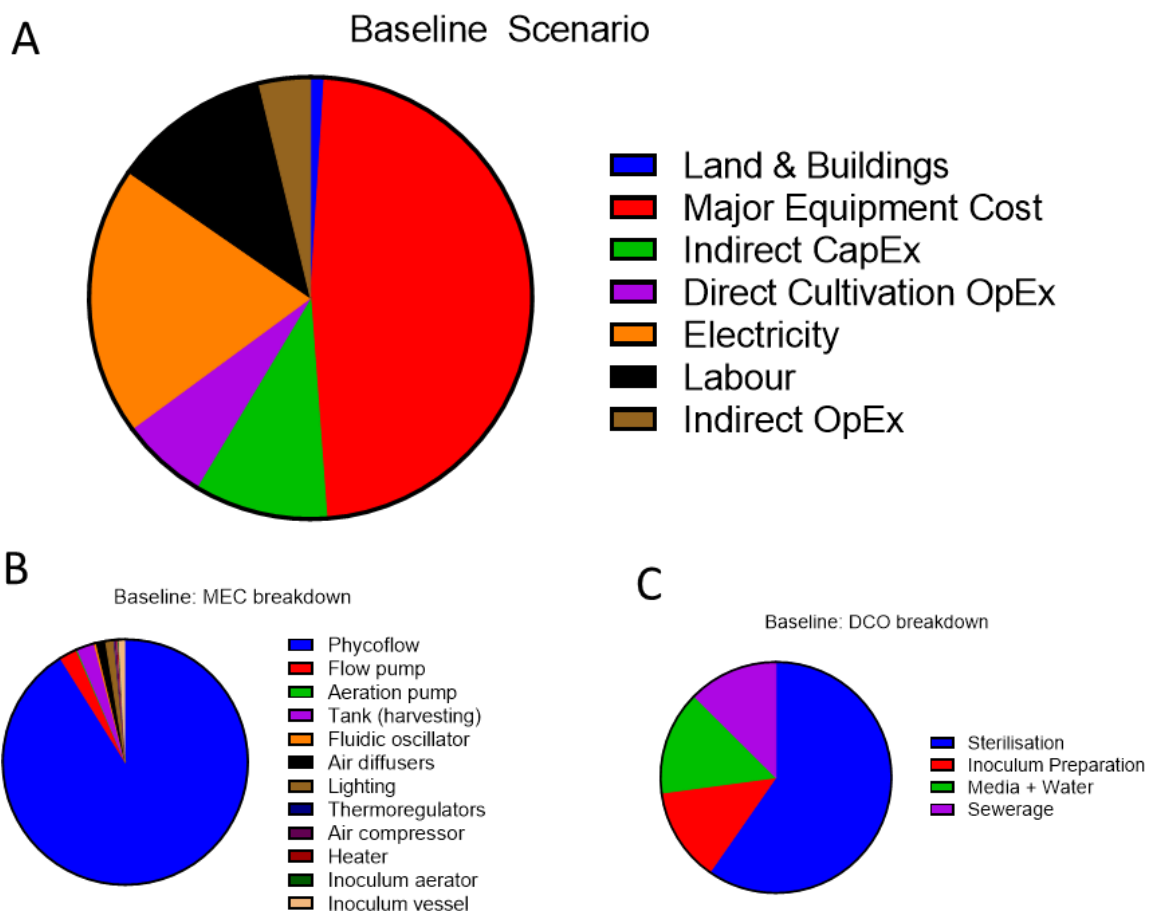 A
Baseline Scenario
Land & Buildings
Major Equipment Cost
Indirect CapEx
Direct Cultivation OpEx
Electricity
Labour
Indirect OpEx
B
Baseline: MEC breakdown
Phycoflow
Flow pump
Aeration pump
Tank (harvesting)
Fluidic oscillator
Air diffusers
Lighting
Thermoregulators
Air compressor
Heater
Inoculum aerator
Inoculum vessel
C
Baseline: DCO breakdown
Sterilisation
Inoculum Preparation
Media + Water
Sewerage